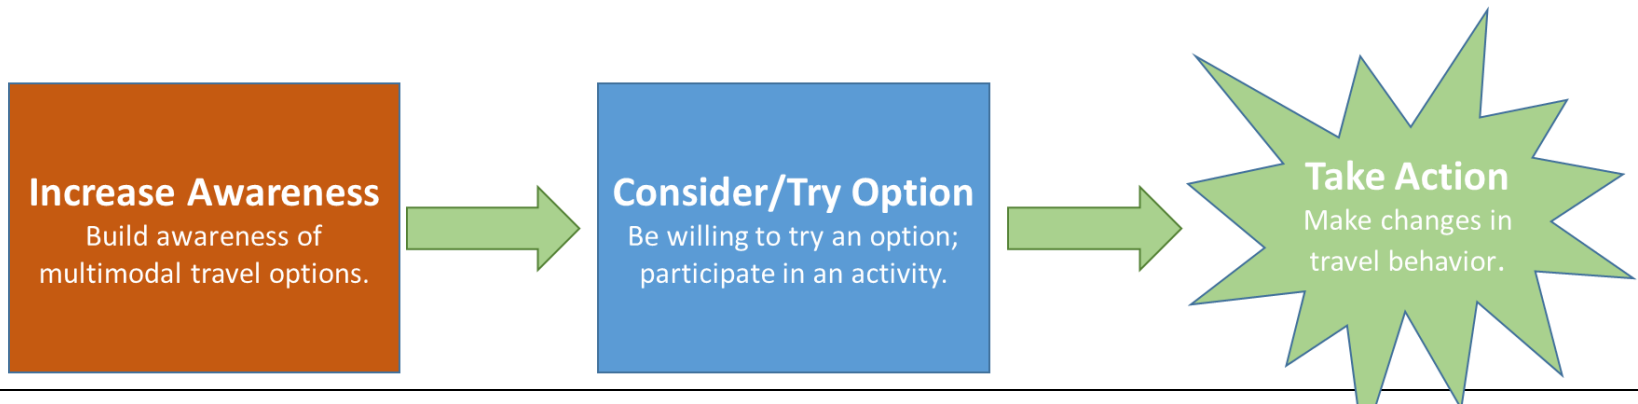 Increase Awareness
Build awareness of
multimodal travel options.
Consider/Try Option
Be willing to try an option;
participate in an activity.
Take Action
Make changes in
travel behavior.